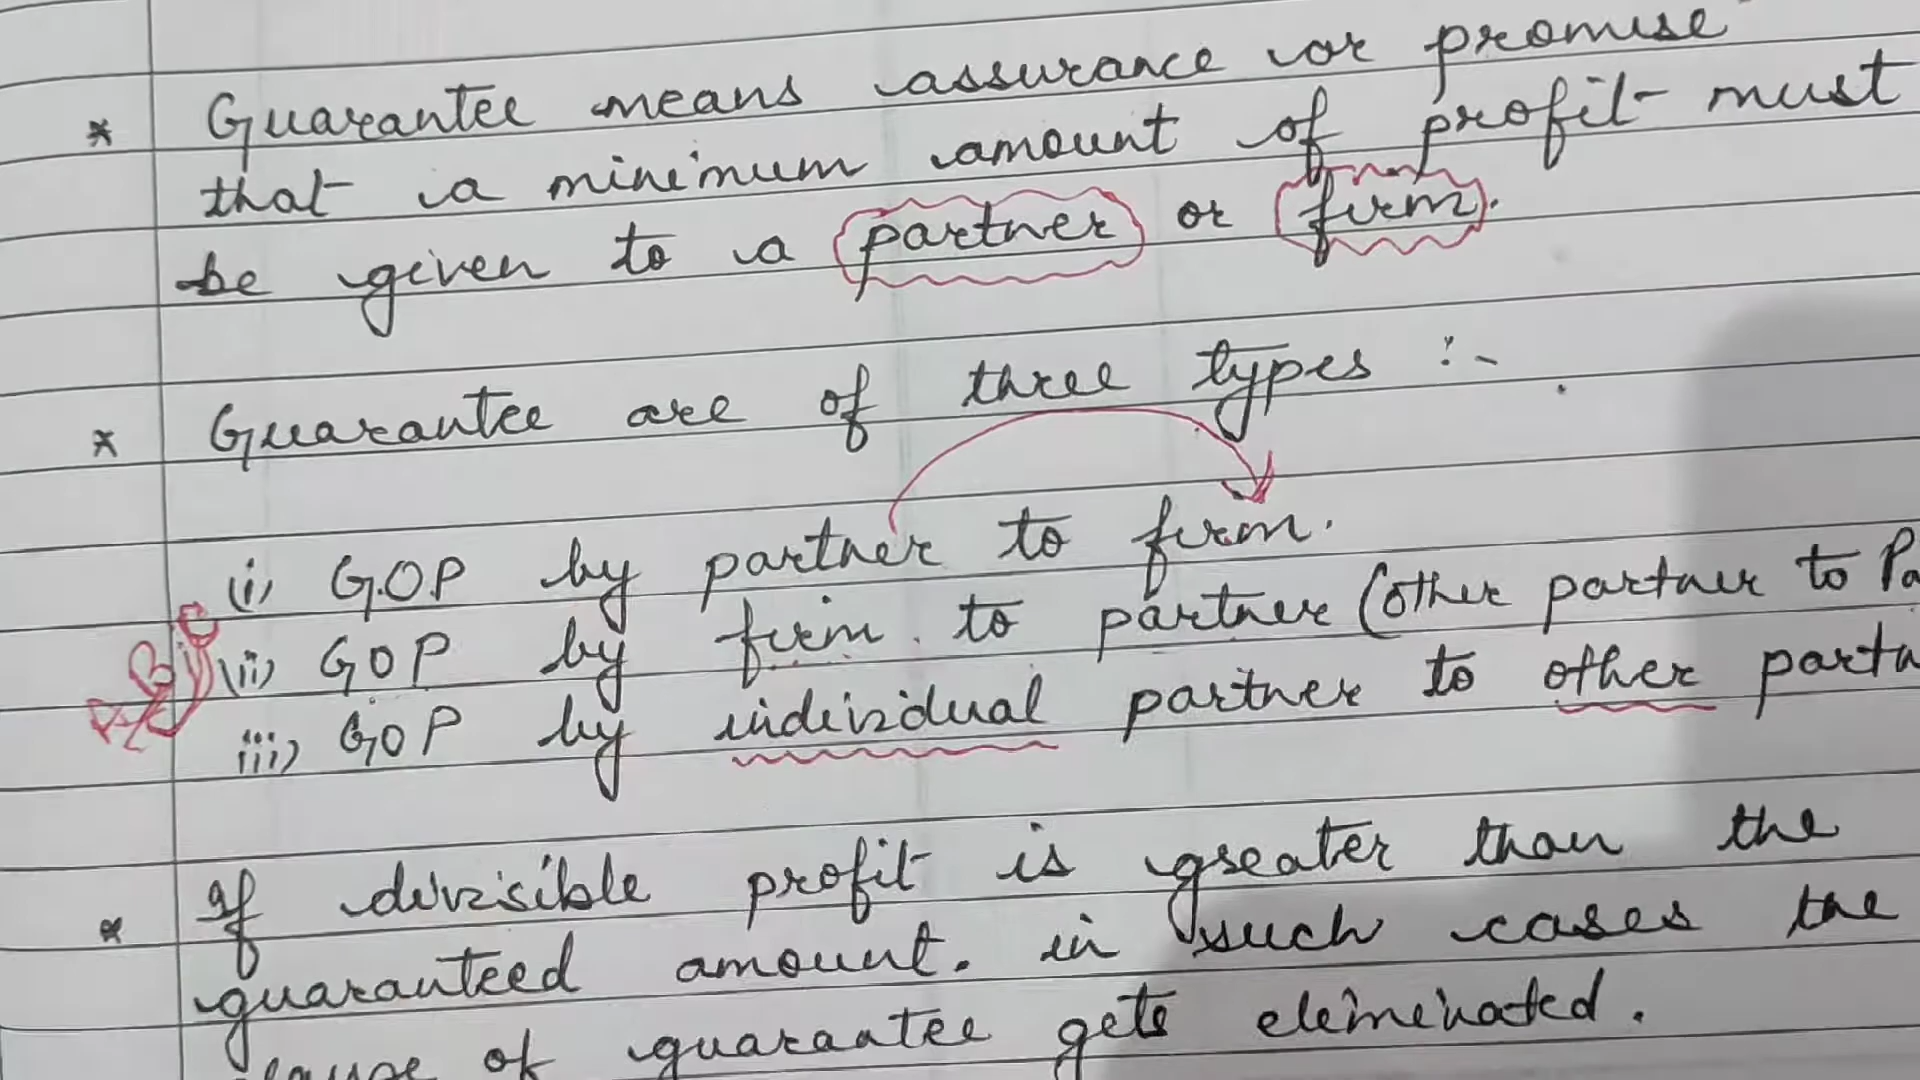 * Guarantee means assurance or promise
that a minimum amount of profit must
be given to a partner or firm.
* Guarantee are of three types :-
(i) G.O.P by partner to firm.
(ii) GOP by firm to partner (other partner to Pa
iii) GOP by individual partner to other partn
* If divisible profit is greater than the
guaranteed amount. in such cases the
of guarantee gets eliminated.